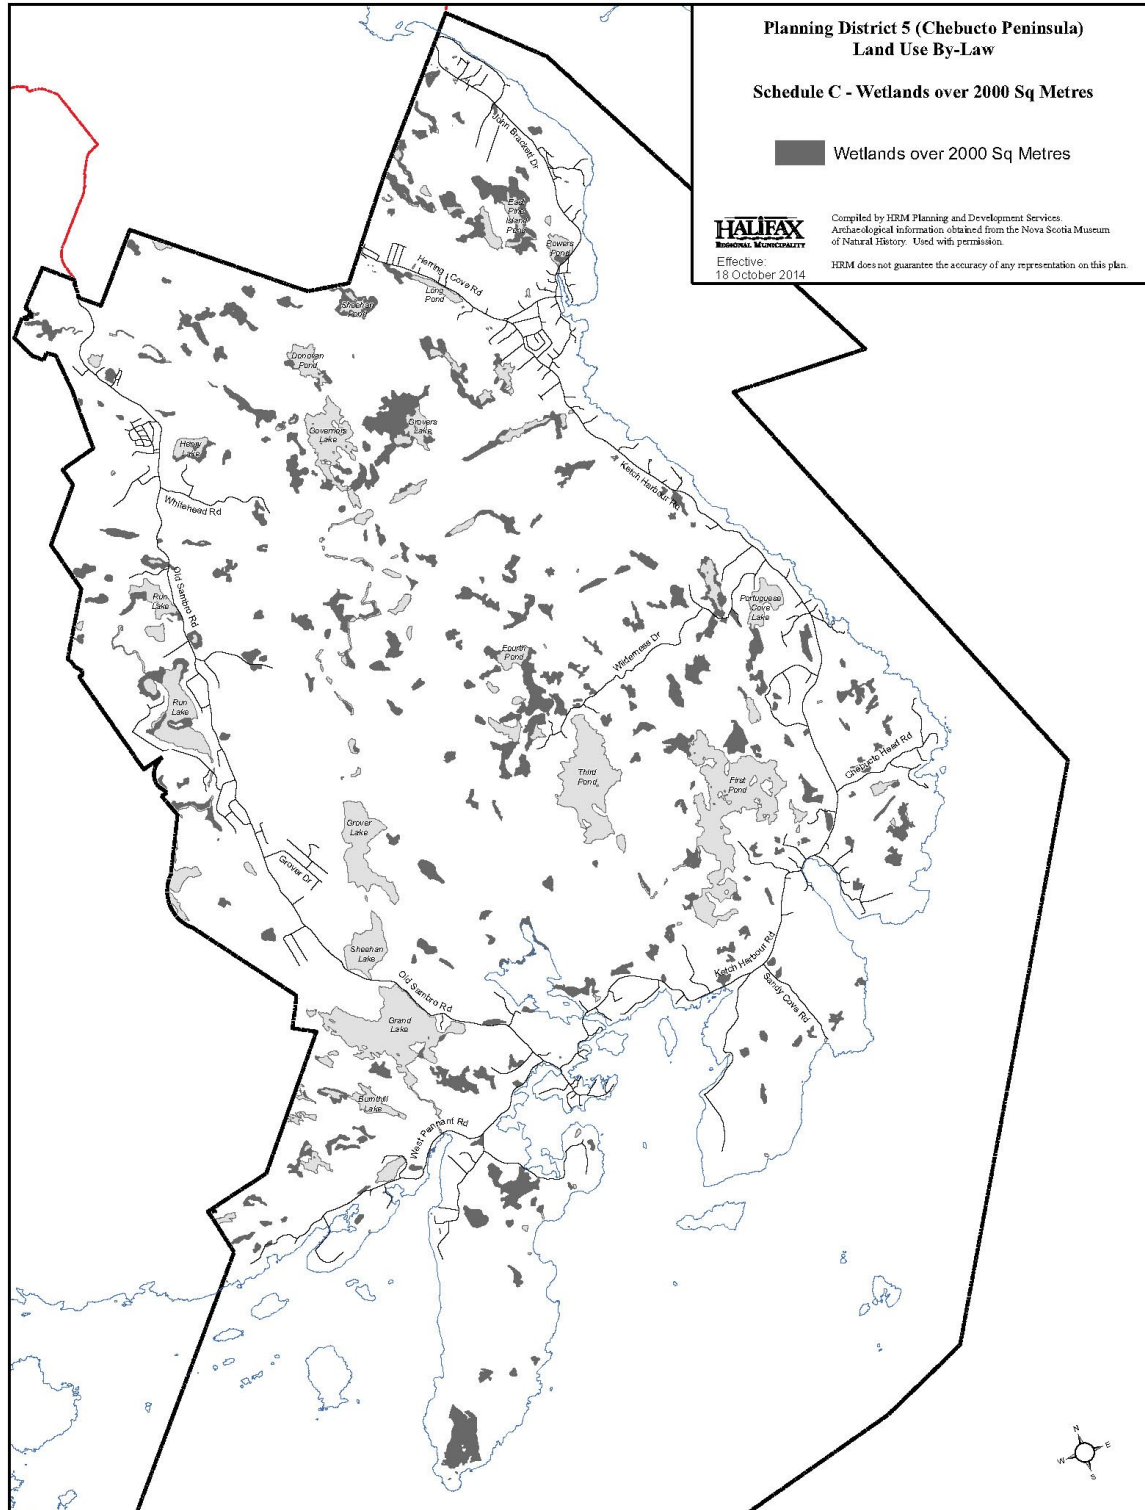 Planning District 5 (Chebucto Peninsula)
Land Use By-Law
Schedule C - Wetlands over 2000 Sq Metres
Wetlands over 2000 Sq Metres
HALIFAX
REGIONAL MUNICIPALITY
Effective:
18 October 2014
Compiled by HRM Planning and Development Services.
Archaeological information obtained from the Nova Scotia Museum
of Natural History. Used with permission.
HRM does not guarantee the accuracy of any representation on this plan.
John Brackett Dr
East
Pine
Island
Pond
Powers
Pond
Herring Cove Rd
Long
Pond
Sheehan
Pond
Donovan
Pond
Governors
Lake
Grovers
Lake
Henry
Lake
Ketch Harbour Rd
Whitehead Rd
Old Sambro Rd
Run
Lake
Portuguese
Cove
Lake
Wilderness Dr
Fourth
Pond
Run
Lake
Chebucto Head Rd
Third
Pond
First
Pond
Grover
Lake
Grover Dr
Sheehan
Lake
Ketch Harbour Rd
Old Sambro Rd
Sandy Cove Rd
Grand
Lake
Burnthill
Lake
West Pennant Rd
N
E
W
S